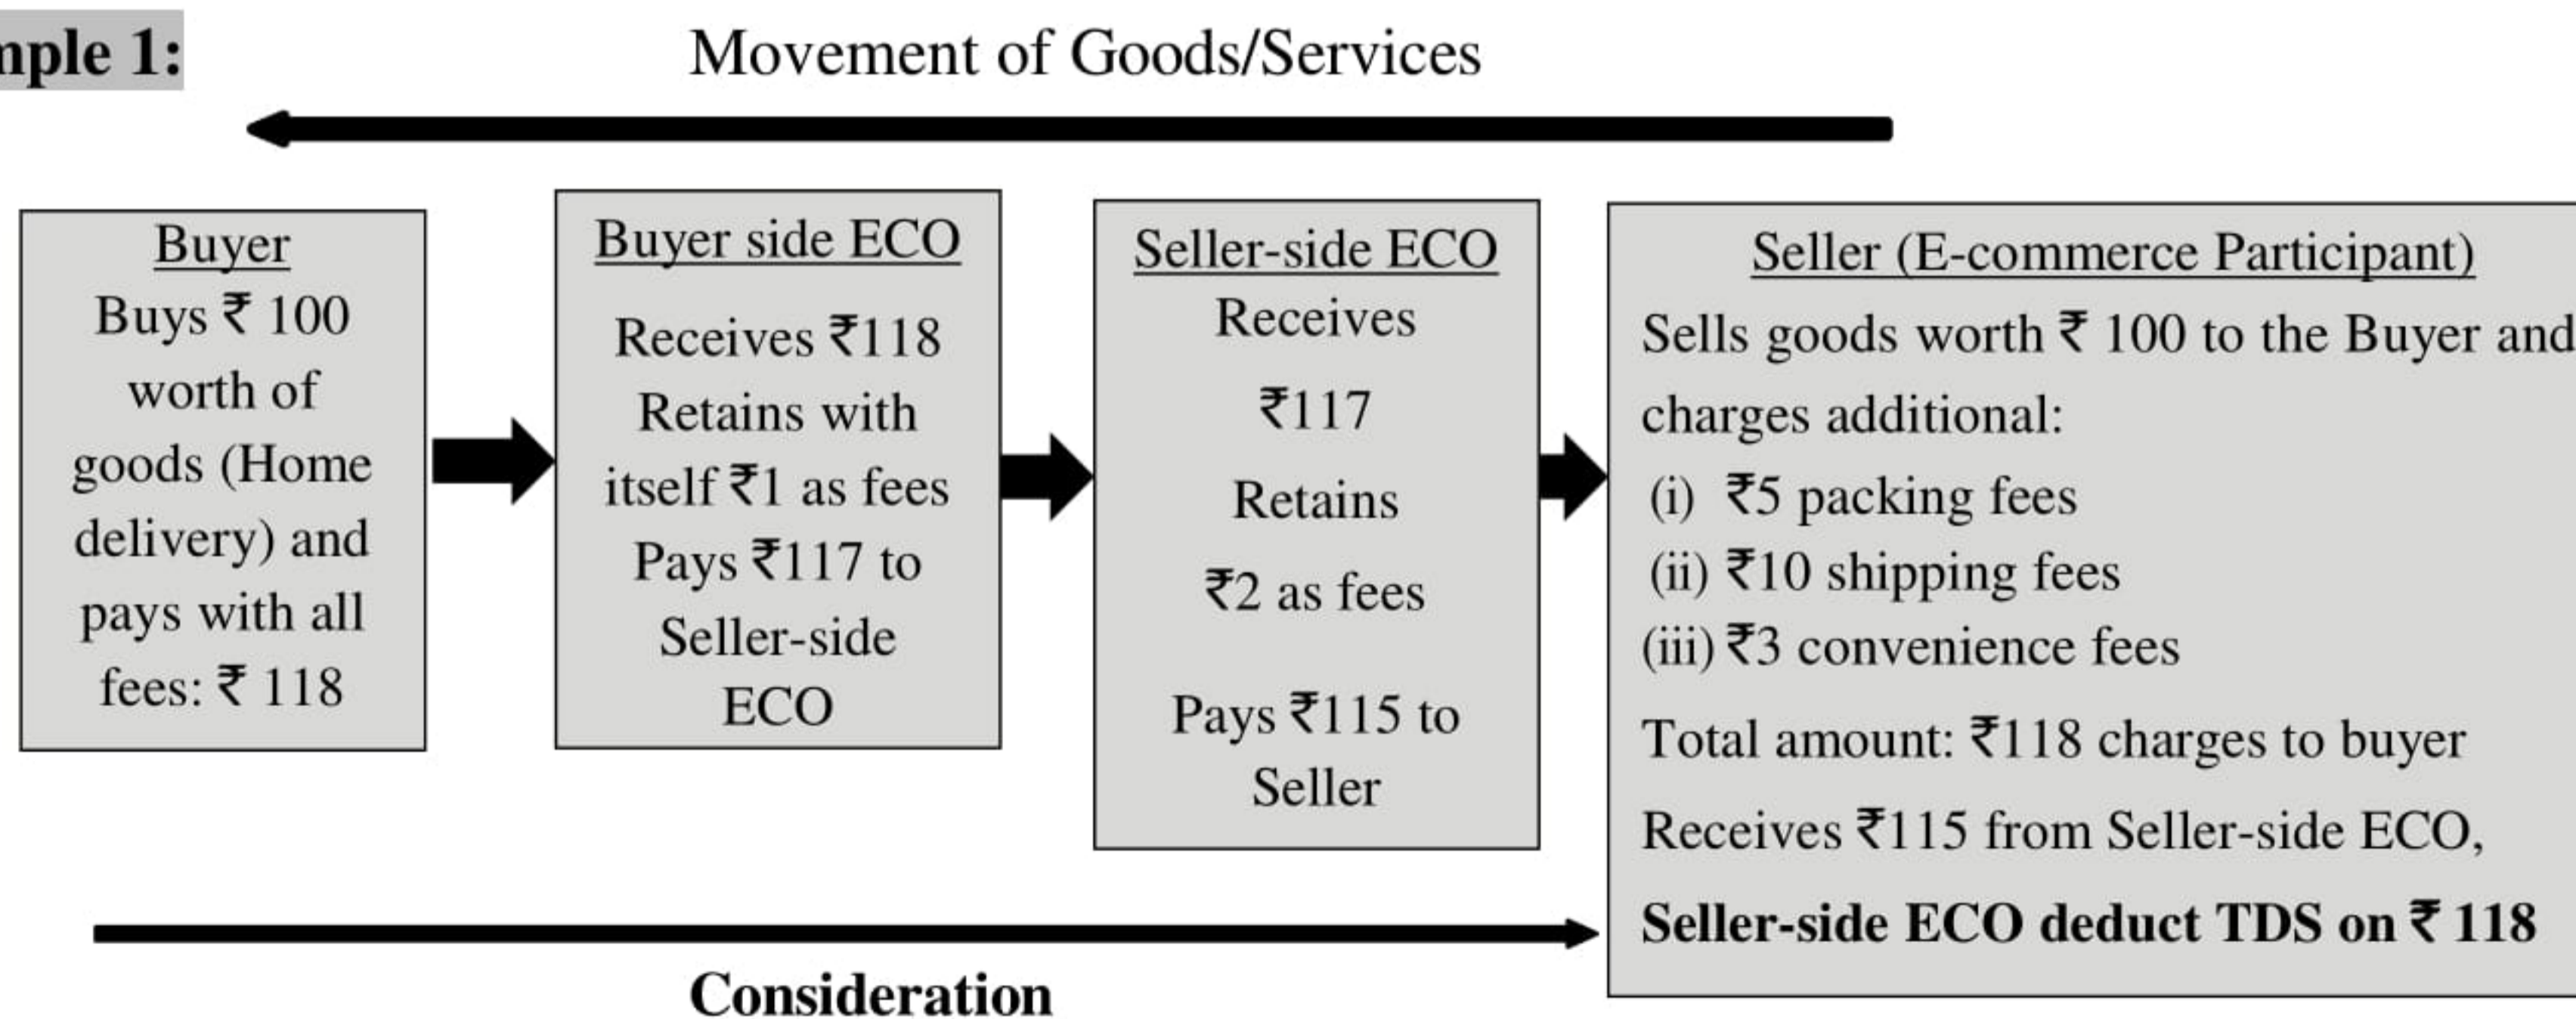 mple 1:
Movement of Goods/Services
Buyer
Buys ₹ 100
worth of
goods (Home
delivery) and
pays with all
fees: ₹ 118
Buyer side ECO
Receives ₹118
Retains with
itself ₹1 as fees
Pays ₹117 to
Seller-side
ECO
Seller-side ECO
Receives
₹117
Retains
₹2 as fees
Pays ₹115 to
Seller
Seller (E-commerce Participant)
Sells goods worth ₹ 100 to the Buyer and
charges additional:
(i) ₹5 packing fees
(ii) ₹10 shipping fees
(iii) ₹3 convenience fees
Total amount: ₹118 charges to buyer
Receives ₹115 from Seller-side ECO,
Seller-side ECO deduct TDS on ₹ 118
Consideration